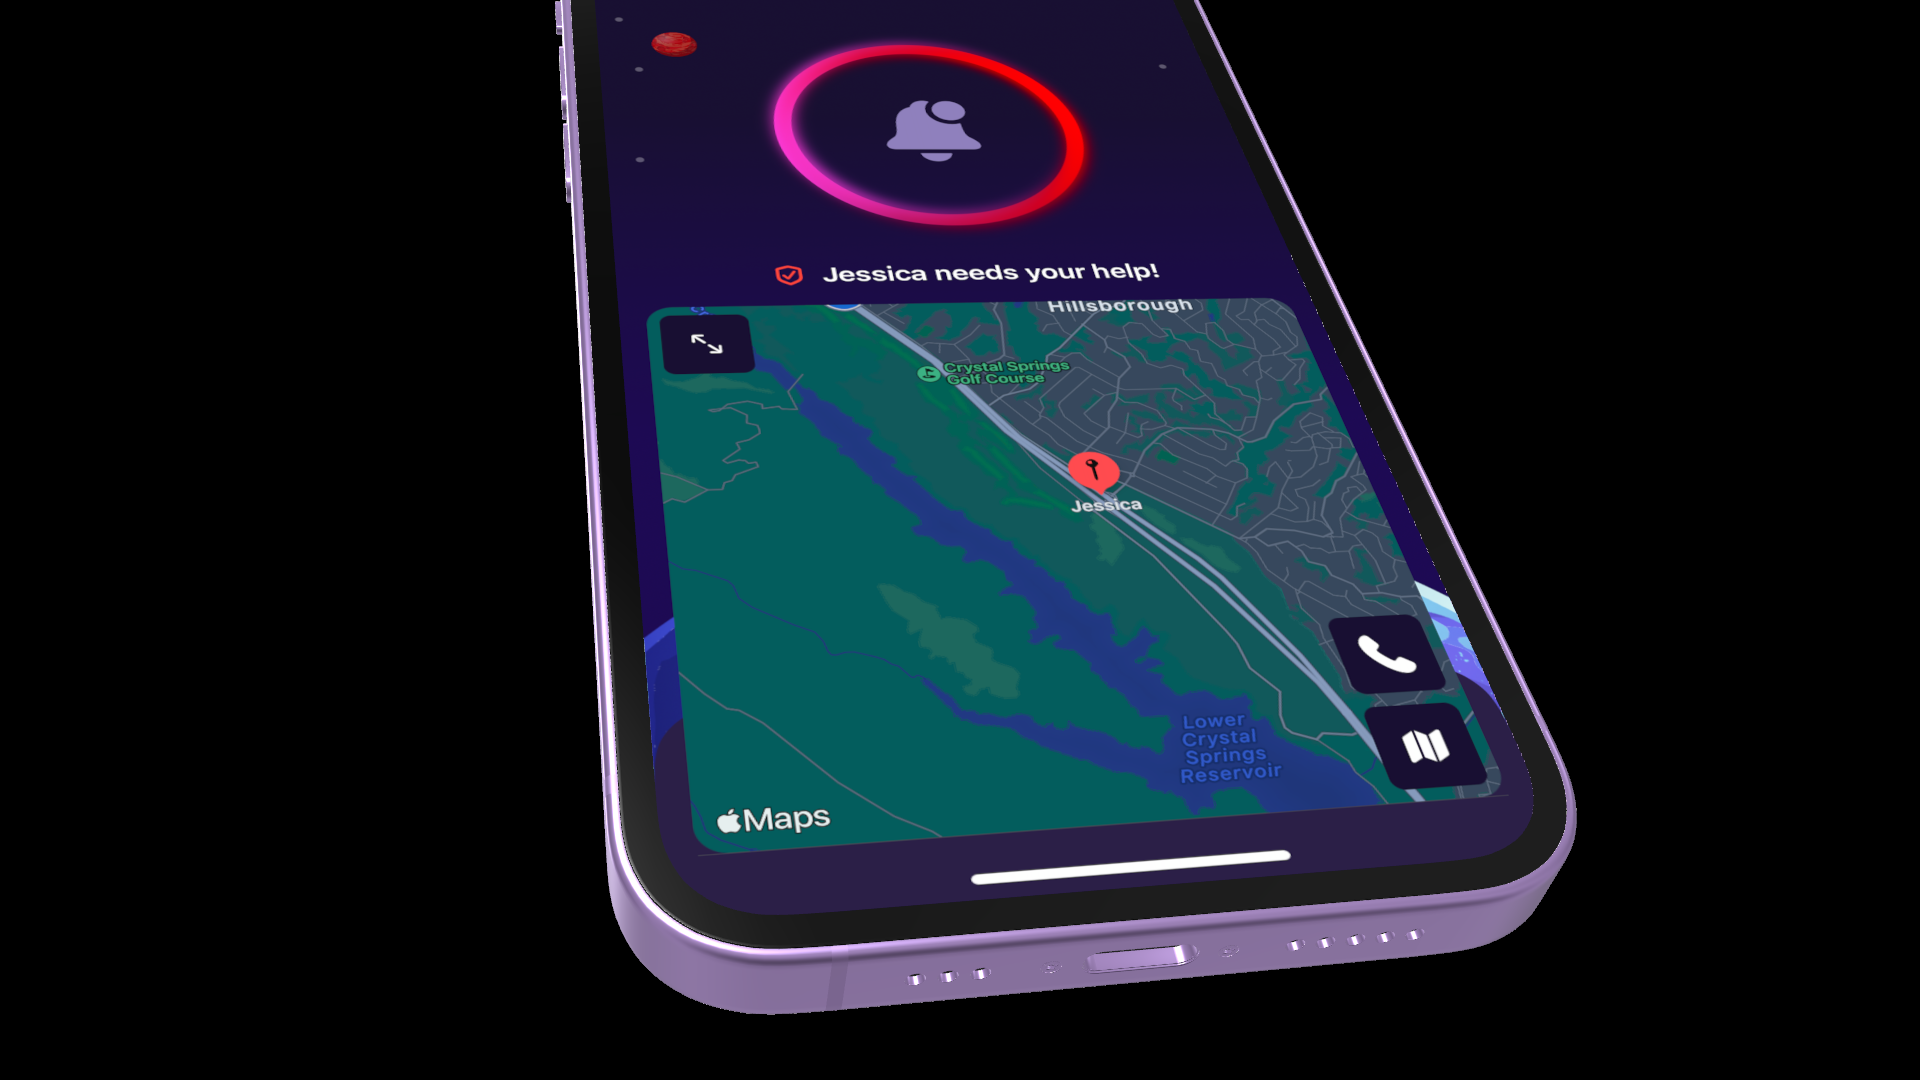 Jessica needs your help!
Hillsborough
Crystal Springs
Golf Course
Jessica
Lower
Crystal
Springs
Reservoir
Maps